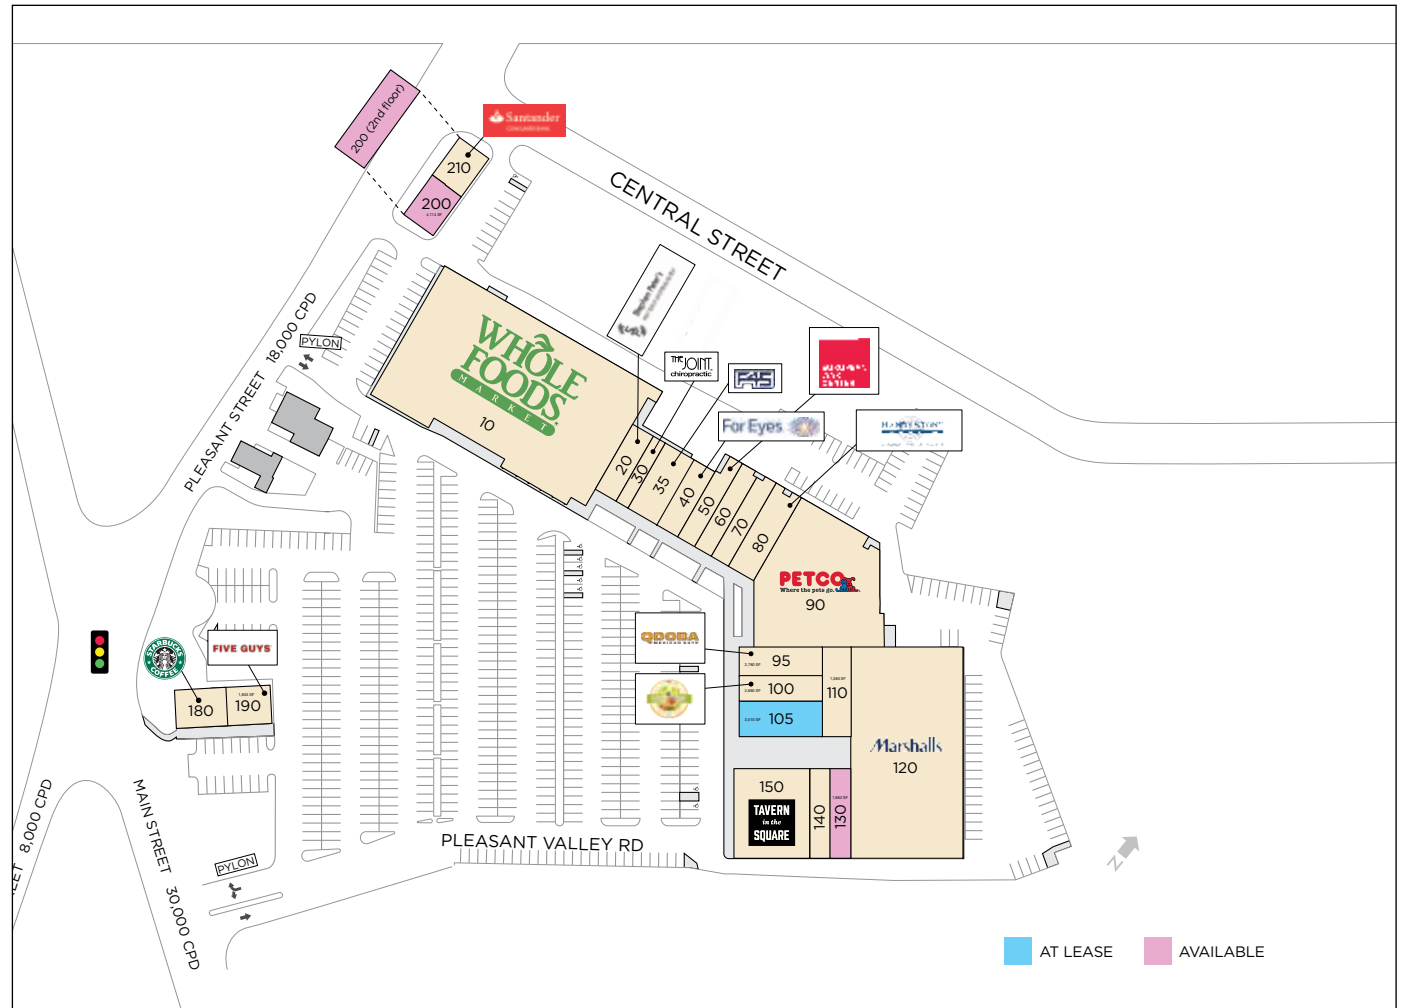 200 (2nd floor)
Santander
210
200
CENTRAL STREET
PLEASANT STREET 18,000 CPD
PYLON
WHOLE
FOODS
MARKET
10
THE JOINT
chiropractic
F45
For Eyes
20
30
35
40
50
60
70
80
PETCO
Where the pets go.
90
QDOBA
95
100
105
110
Marshalls
120
STARBUCKS
COFFEE
FIVE GUYS
180
190
150
TAVERN
in the
SQUARE
140
130
PLEASANT VALLEY RD
MAIN STREET 30,000 CPD
8,000 CPD
PYLON
N
AT LEASE
AVAILABLE